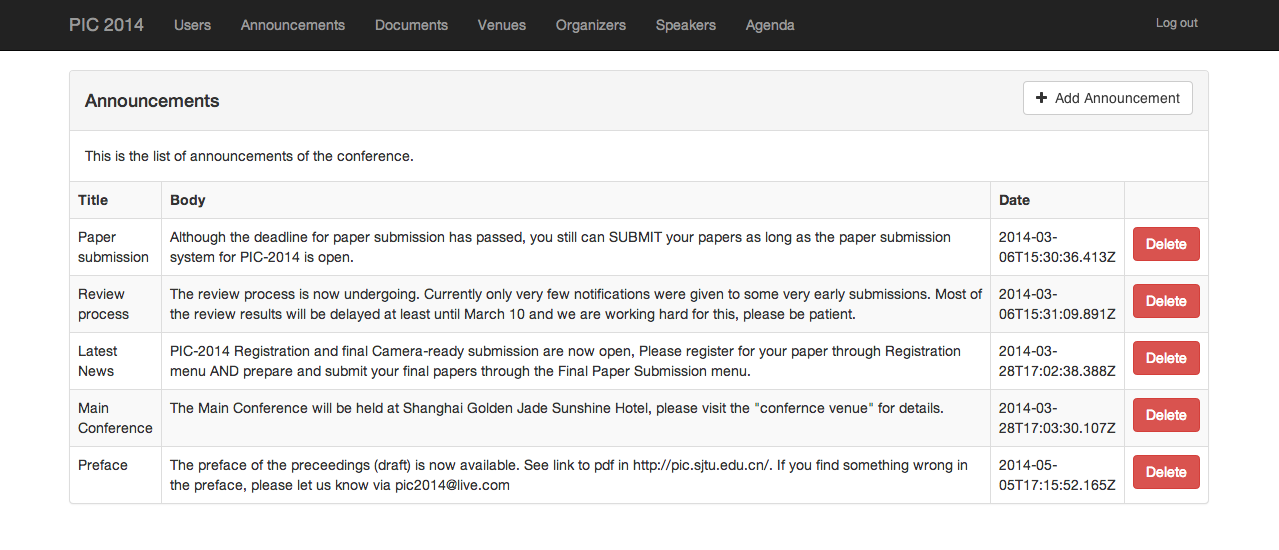 PIC 2014 Users Announcements Documents Venues Organizers Speakers Agenda Log out
Announcements
+ Add Announcement
This is the list of announcements of the conference.
Title Body Date
Paper submission
Although the deadline for paper submission has passed, you still can SUBMIT your papers as long as the paper submission
system for PIC-2014 is open.
2014-03-
06T15:30:36.413Z
Delete
Review process
The review process is now undergoing. Currently only very few notifications were given to some very early submissions. Most of
the review results will be delayed at least until March 10 and we are working hard for this, please be patient.
2014-03-
06T15:31:09.891Z
Delete
Latest News
PIC-2014 Registration and final Camera-ready submission are now open, Please register for your paper through Registration
menu AND prepare and submit your final papers through the Final Paper Submission menu.
2014-03-
28T17:02:38.388Z
Delete
Main Conference
The Main Conference will be held at Shanghai Golden Jade Sunshine Hotel, please visit the "confernce venue" for details.
2014-03-
28T17:03:30.107Z
Delete
Preface
The preface of the preceedings (draft) is now available. See link to pdf in http://pic.sjtu.edu.cn/. If you find something wrong in
the preface, please let us know via pic2014@live.com
2014-05-
05T17:15:52.165Z
Delete